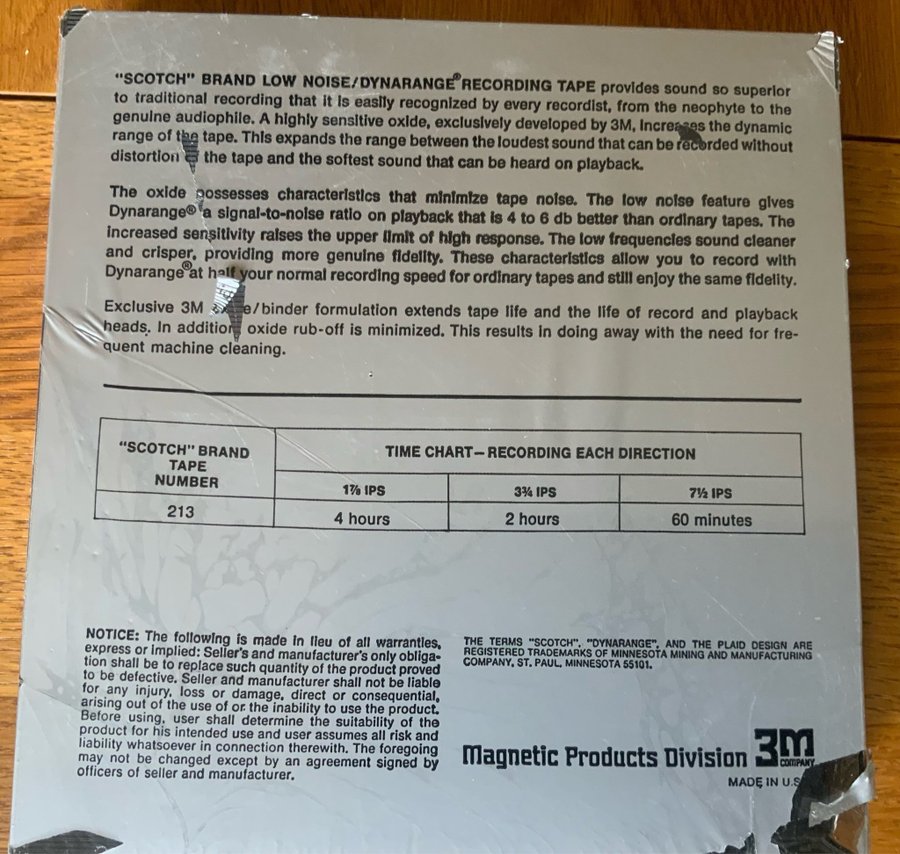 "SCOTCH" BRAND LOW NOISE/DYNARANGE® RECORDING TAPE provides sound so superior
to traditional recording that it is easily recognized by every recordist, from the neophyte to the
genuine audiophile. A highly sensitive oxide, exclusively developed by 3M, increases the dynamic
range of the tape. This expands the range between the loudest sound that can be recorded without
distortion the tape and the softest sound that can be heard on playback.
The oxide possesses characteristics that minimize tape noise. The low noise feature gives
Dynarange® a signal-to-noise ratio on playback that is 4 to 6 db better than ordinary tapes. The
increased sensitivity raises the upper limit of high response. The low frequencies sound cleaner
and crisper, providing more genuine fidelity. These characteristics allow you to record with
Dynarange® at half your normal recording speed for ordinary tapes and still enjoy the same fidelity.
Exclusive 3M /binder formulation extends tape life and the life of record and playback
heads. In addition oxide rub-off is minimized. This results in doing away with the need for fre-
quent machine cleaning.
"SCOTCH" BRAND
TAPE
NUMBER
TIME CHART—RECORDING EACH DIRECTION
1⅞ IPS
3¾ IPS
7½ IPS
213
4 hours
2 hours
60 minutes
NOTICE: The following is made in lieu of all warranties,
express or implied: Seller's and manufacturer's only obliga-
tion shall be to replace such quantity of the product proved
to be defective. Seller and manufacturer shall not be liable
for any injury, loss or damage, direct or consequential,
arising out of the use of or the inability to use the product.
Before using, user shall determine the suitability of the
product for his intended use and user assumes all risk and
liability whatsoever in connection therewith. The foregoing
may not be changed except by an agreement signed by
officers of seller and manufacturer.
THE TERMS "SCOTCH", "DYNARANGE", AND THE PLAID DESIGN ARE
REGISTERED TRADEMARKS OF MINNESOTA MINING AND MANUFACTURING
COMPANY, ST. PAUL, MINNESOTA 55101.
Magnetic Products Division 3M
COMPANY
MADE IN U.S